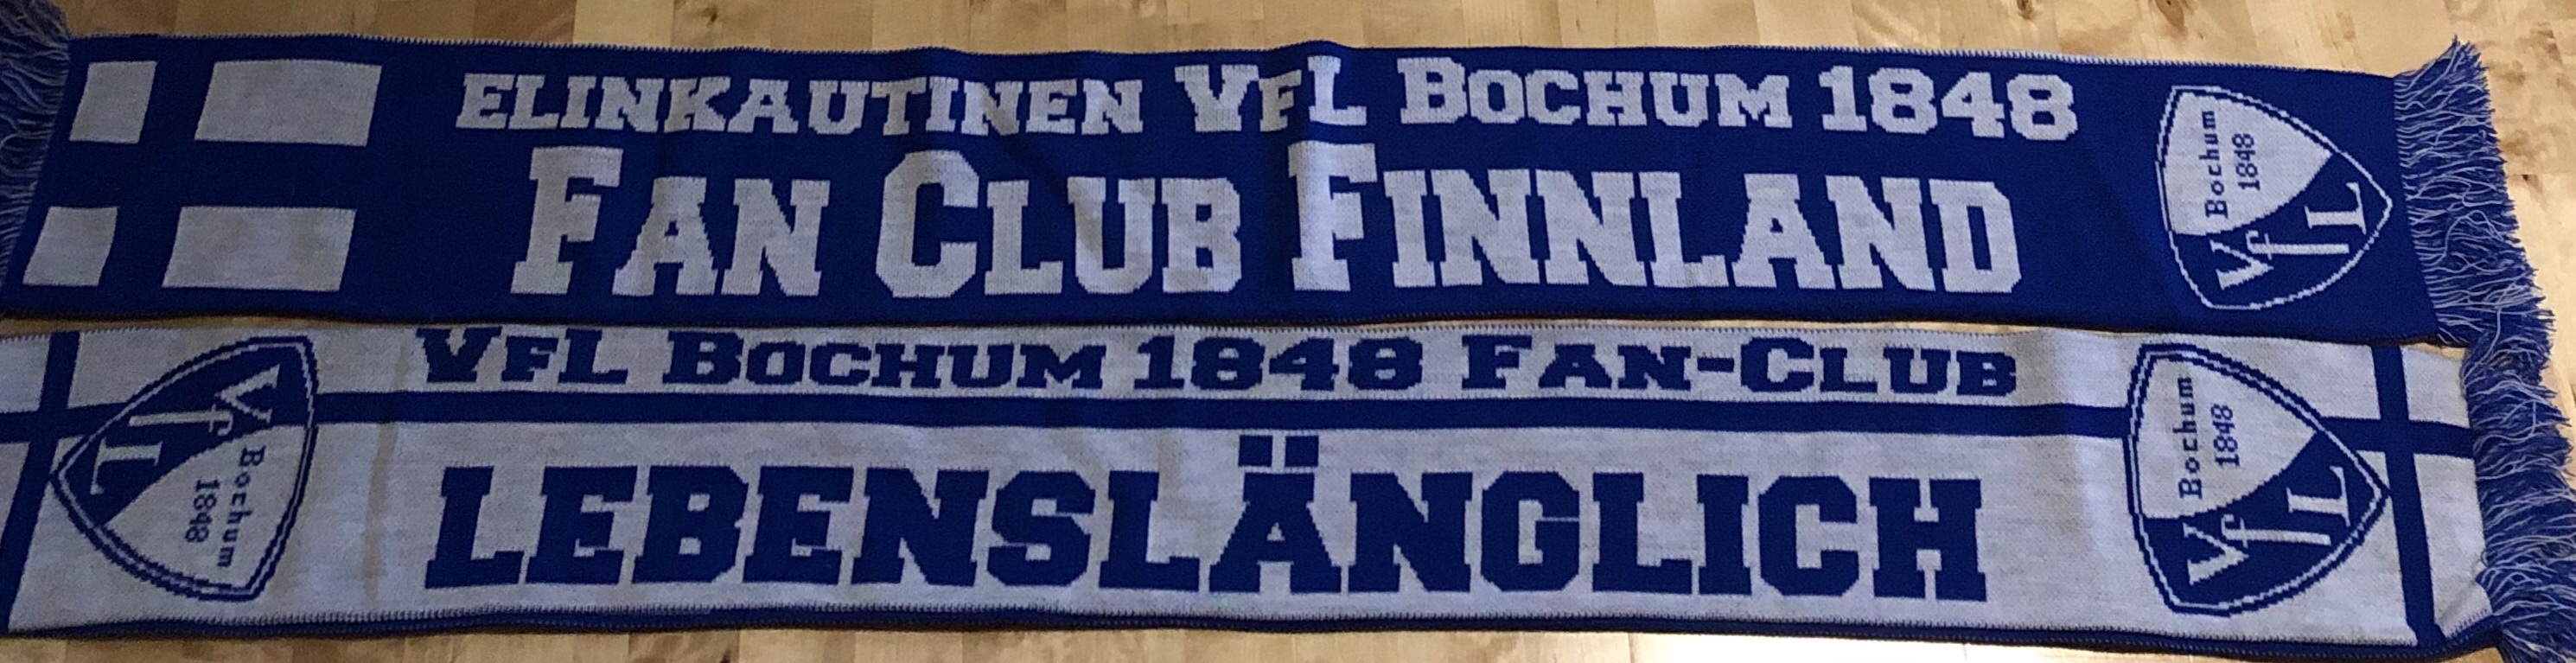 ELINKAUTINEN VFL BOCHUM 1848
FAN CLUB FINNLAND
Bochum
1848
VfL
VFL BOCHUM 1848 FAN-CLUB
LEBENSLÄNGLICH
VfL
Bochum
1848
Bochum
1848
VfL